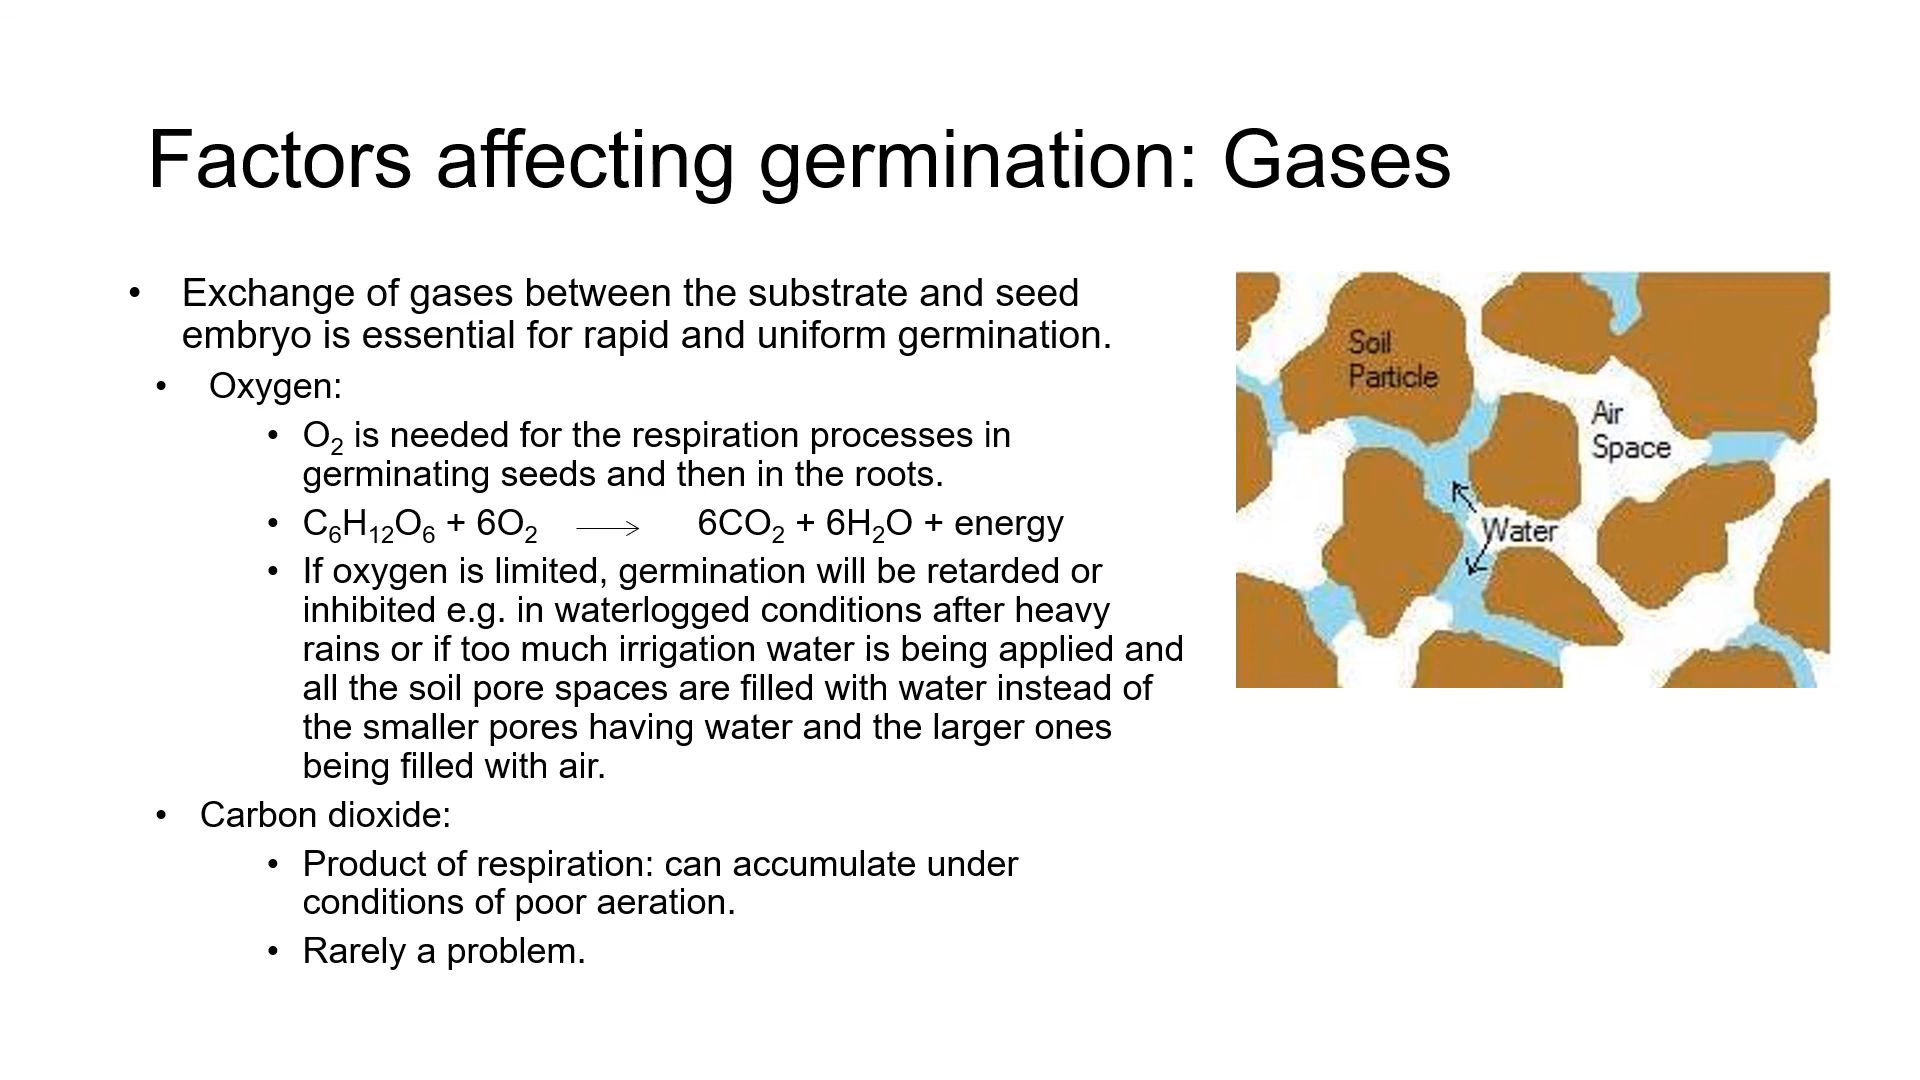 Factors affecting germination: Gases
• Exchange of gases between the substrate and seed
embryo is essential for rapid and uniform germination.
• Oxygen:
• O₂ is needed for the respiration processes in
germinating seeds and then in the roots.
• C₆H₁₂O₆ + 6O₂ ⟶ 6CO₂ + 6H₂O + energy
• If oxygen is limited, germination will be retarded or
inhibited e.g. in waterlogged conditions after heavy
rains or if too much irrigation water is being applied and
all the soil pore spaces are filled with water instead of
the smaller pores having water and the larger ones
being filled with air.
• Carbon dioxide:
• Product of respiration: can accumulate under
conditions of poor aeration.
• Rarely a problem.
Soil
Particle
Air
Space
Water